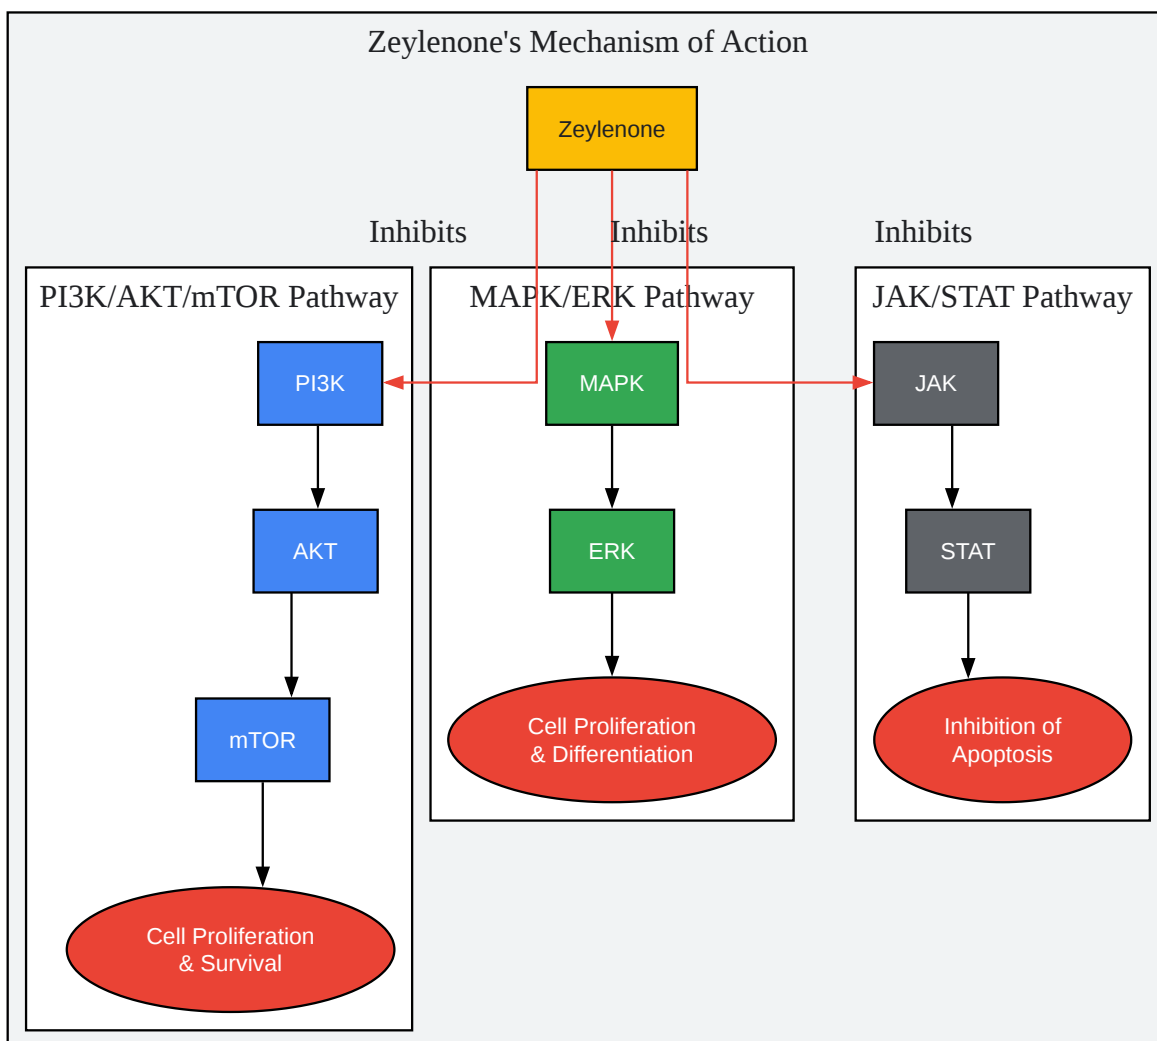 Zeylenone's Mechanism of Action
Zeylenone
Inhibits
Inhibits
Inhibits
PI3K/AKT/mTOR Pathway
MAPK/ERK Pathway
JAK/STAT Pathway
PI3K
MAPK
JAK
AKT
ERK
STAT
mTOR
Cell Proliferation
& Differentiation
Inhibition of
Apoptosis
Cell Proliferation
& Survival